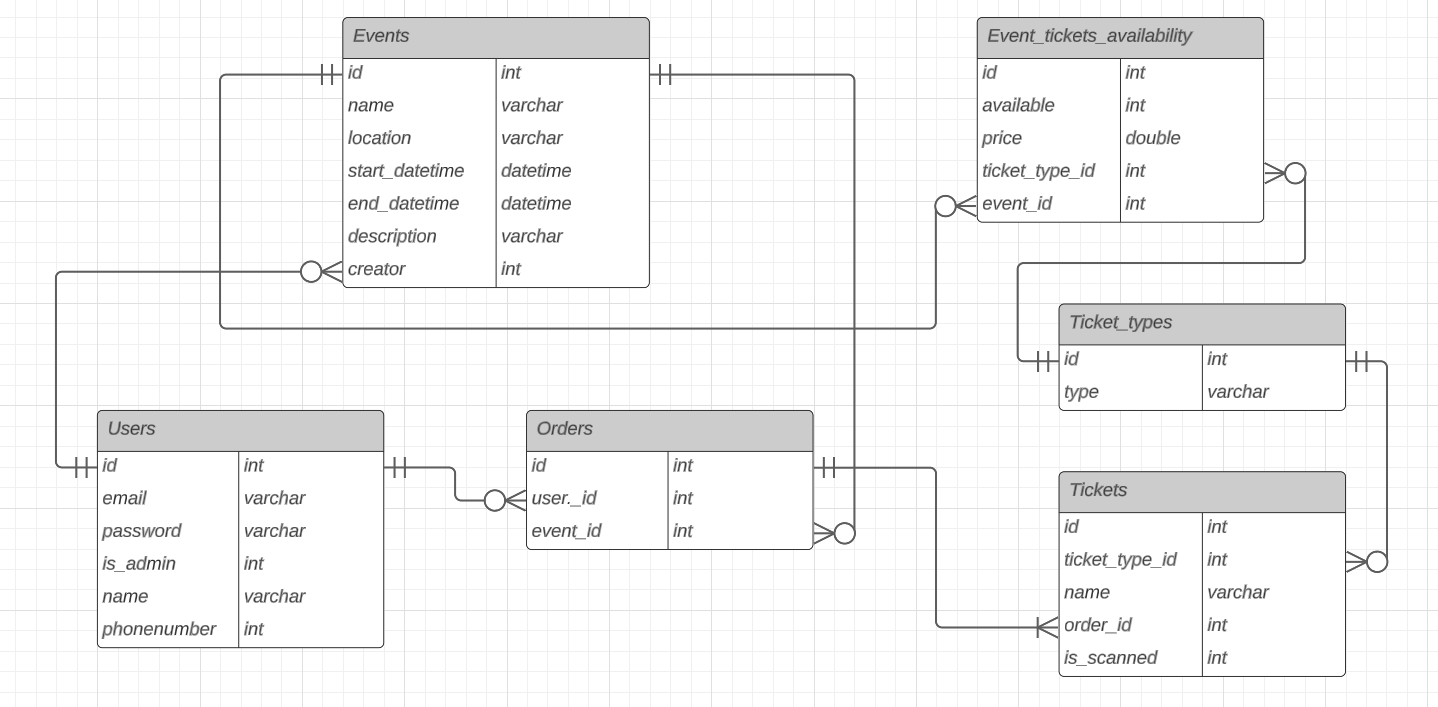 Events
id int
name varchar
location varchar
start_datetime datetime
end_datetime datetime
description varchar
creator int
Event_tickets_availability
id int
available int
price double
ticket_type_id int
event_id int
Ticket_types
id int
type varchar
Users
id int
email varchar
password varchar
is_admin int
name varchar
phonenumber int
Orders
id int
user._id int
event_id int
Tickets
id int
ticket_type_id int
name varchar
order_id int
is_scanned int